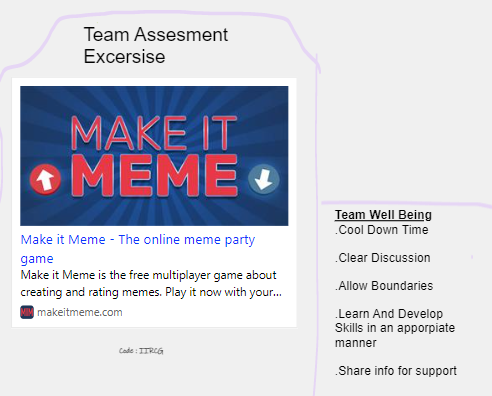 Team Assesment
Excersise
MAKE IT
MEME
Make it Meme - The online meme party
game
Make it Meme is the free multiplayer game about
creating and rating memes. Play it now with your...
makeitmeme.com
Code : IIRCG
Team Well Being
.Cool Down Time
.Clear Discussion
.Allow Boundaries
.Learn And Develop
Skills in an apporpiate
manner
.Share info for support